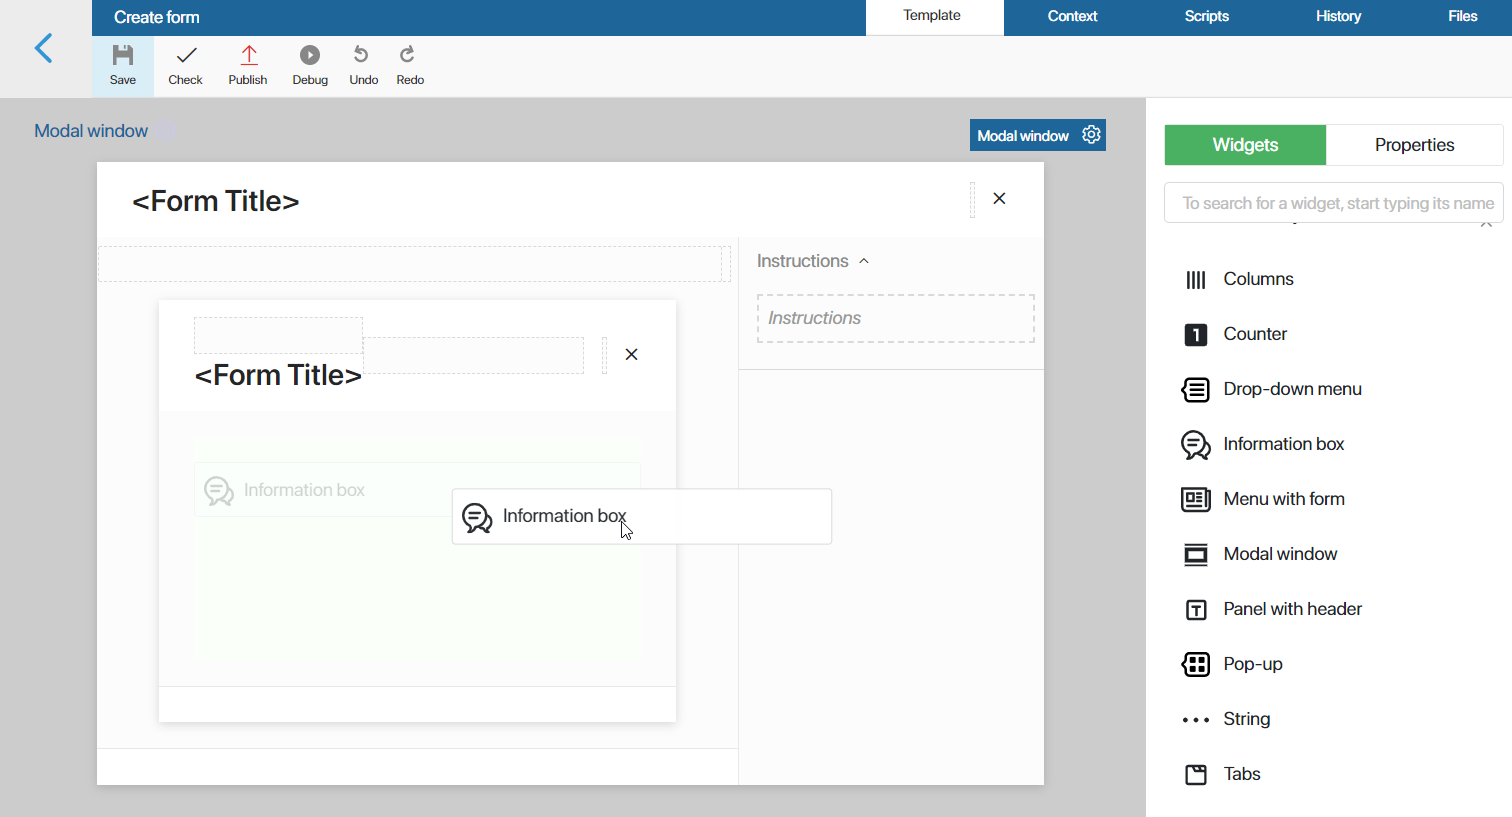 Create form
Template
Context
Scripts
History
Files
Save
Check
Publish
Debug
Undo
Redo
Modal window
Modal window
<Form Title>
Instructions
Instructions
<Form Title>
Information box
Information box
Widgets
Properties
To search for a widget, start typing its name
Columns
1 Counter
Drop-down menu
Information box
Menu with form
Modal window
T Panel with header
Pop-up
String
Tabs